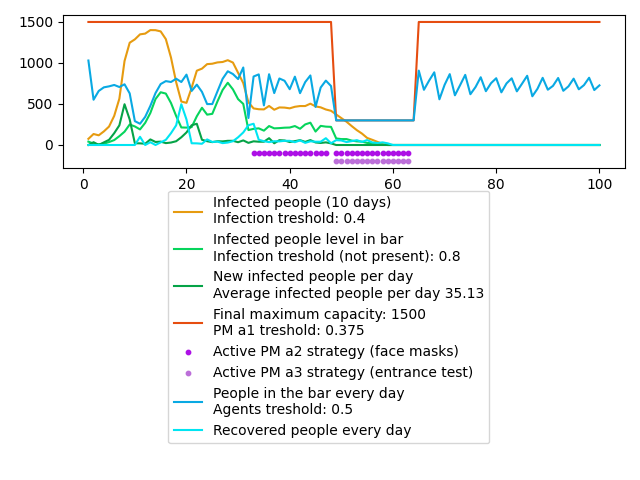 1500
1000
500
0
0
20
40
60
80
100
Infected people (10 days)
Infection treshold: 0.4
Infected people level in bar
Infection treshold (not present): 0.8
New infected people per day
Average infected people per day 35.13
Final maximum capacity: 1500
PM a1 treshold: 0.375
Active PM a2 strategy (face masks)
Active PM a3 strategy (entrance test)
People in the bar every day
Agents treshold: 0.5
Recovered people every day